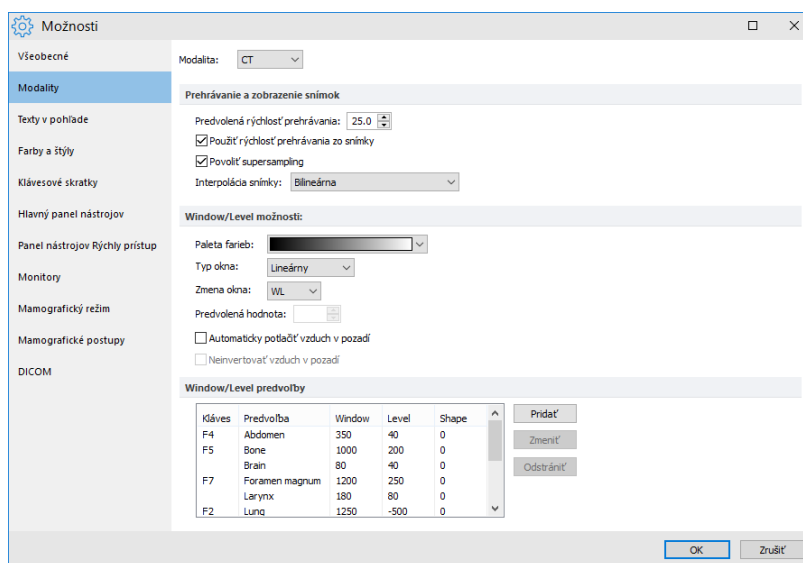 Možnosti
Všeobecné
Modality
Texty v pohľade
Farby a štýly
Klávesové skratky
Hlavný panel nástrojov
Panel nástrojov Rýchly prístup
Monitory
Mamografický režim
Mamografické postupy
DICOM
Modalita: CT
Prehrávanie a zobrazenie snímok
Predvolená rýchlosť prehrávania: 25.0
Použiť rýchlosť prehrávania zo snímky
Povoliť supersampling
Interpolácia snímky: Bilineárna
Window/Level možnosti:
Paleta farieb:
Typ okna: Lineárny
Zmena okna: WL
Predvolená hodnota:
Automaticky potlačiť vzduch v pozadí
Neinvertovať vzduch v pozadí
Window/Level predvoľby
Kláves Predvoľba Window Level Shape
F4 Abdomen 350 40 0
F5 Bone 1000 200 0
Brain 80 40 0
F7 Foramen magnum 1200 250 0
Larynx 180 80 0
F2 Lung 1250 -500 0
Pridať
Zmeniť
Odstrániť
OK Zrušiť